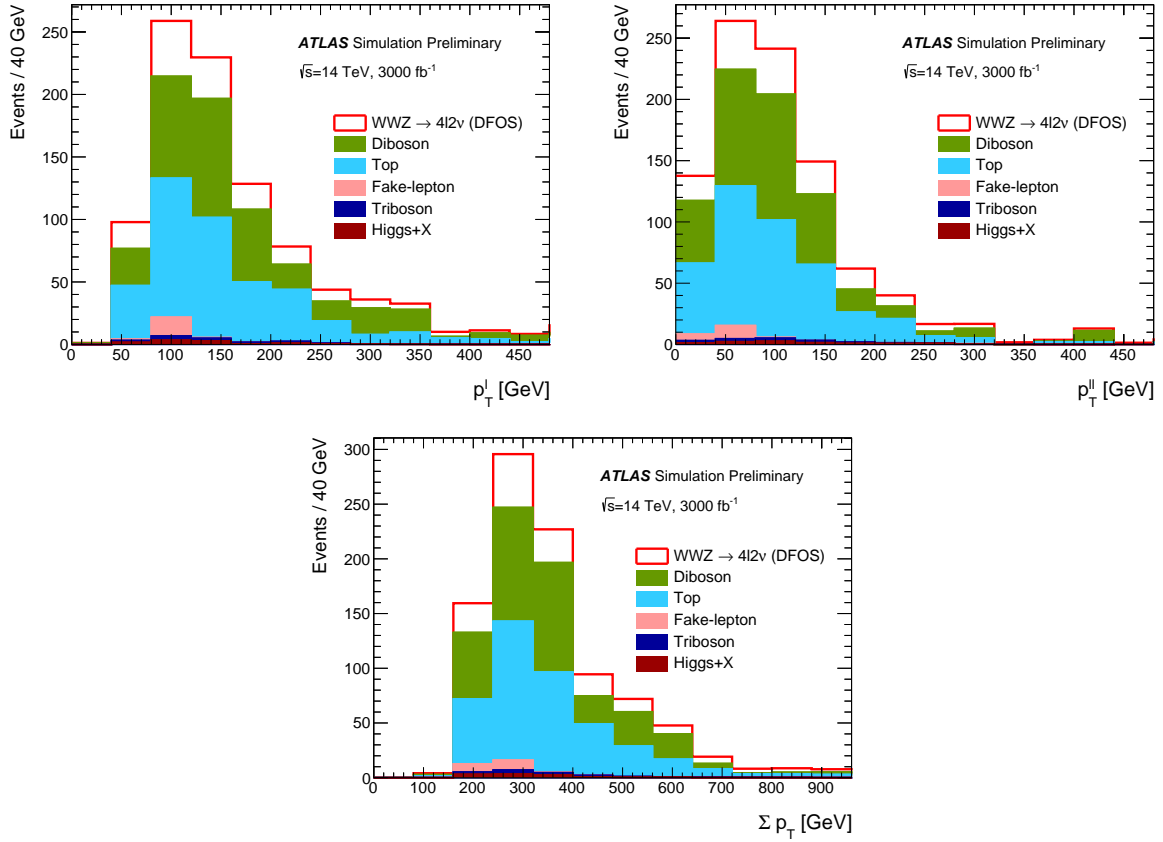 Events / 40 GeV
250
200
150
100
50
0
ATLAS Simulation Preliminary
√s=14 TeV, 3000 fb⁻¹
WWZ → 4l2ν (DFOS)
Diboson
Top
Fake-lepton
Triboson
Higgs+X
0 50 100 150 200 250 300 350 400 450
p_T^l [GeV]
Events / 40 GeV
250
200
150
100
50
0
ATLAS Simulation Preliminary
√s=14 TeV, 3000 fb⁻¹
WWZ → 4l2ν (DFOS)
Diboson
Top
Fake-lepton
Triboson
Higgs+X
0 50 100 150 200 250 300 350 400 450
p_T^ll [GeV]
Events / 40 GeV
300
250
200
150
100
50
0
ATLAS Simulation Preliminary
√s=14 TeV, 3000 fb⁻¹
WWZ → 4l2ν (DFOS)
Diboson
Top
Fake-lepton
Triboson
Higgs+X
0 100 200 300 400 500 600 700 800 900
Σ p_T [GeV]